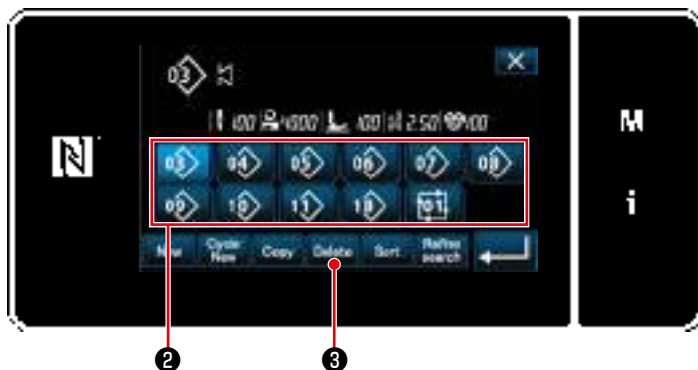 03
100 4000 100 2.50 100
M
N
03 04 05 06 07 08
i
09 10 11 18 01
New Cycle New Copy Delete Sort Refine search
2 3